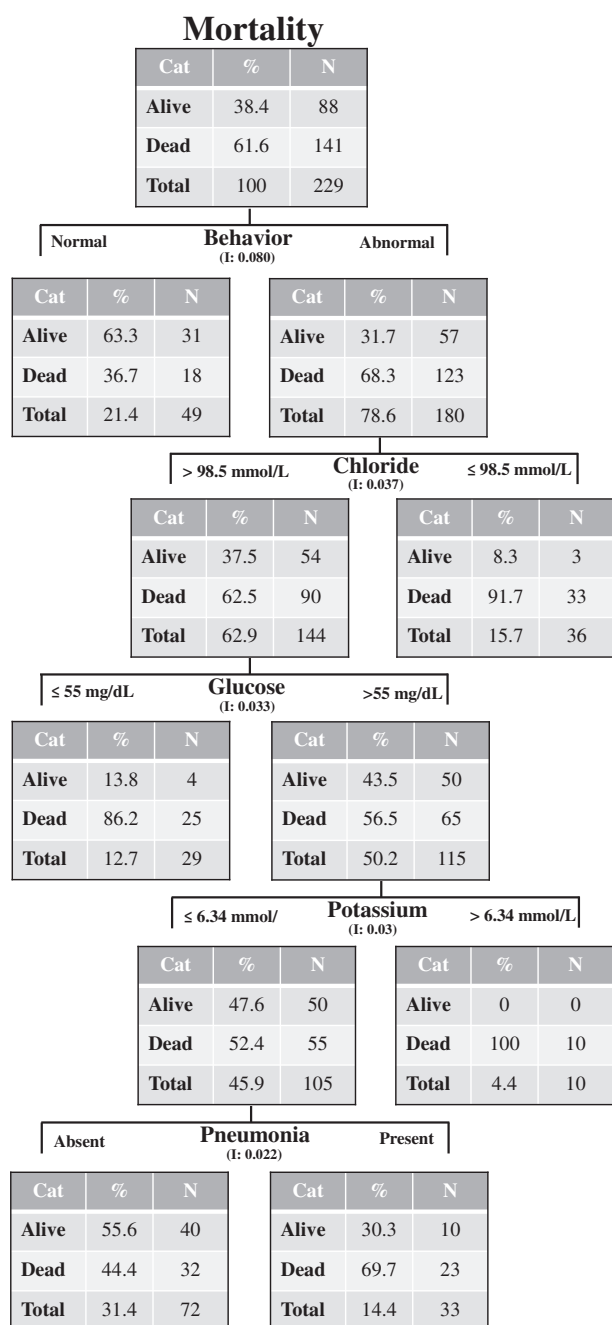 Mortality
Cat % N
Alive 38.4 88
Dead 61.6 141
Total 100 229
Normal Behavior Abnormal
(I: 0.080)
Cat % N
Alive 63.3 31
Dead 36.7 18
Total 21.4 49
Cat % N
Alive 31.7 57
Dead 68.3 123
Total 78.6 180
> 98.5 mmol/L Chloride ≤ 98.5 mmol/L
(I: 0.037)
Cat % N
Alive 37.5 54
Dead 62.5 90
Total 62.9 144
Cat % N
Alive 8.3 3
Dead 91.7 33
Total 15.7 36
≤ 55 mg/dL Glucose >55 mg/dL
(I: 0.033)
Cat % N
Alive 13.8 4
Dead 86.2 25
Total 12.7 29
Cat % N
Alive 43.5 50
Dead 56.5 65
Total 50.2 115
≤ 6.34 mmol/ Potassium > 6.34 mmol/L
(I: 0.03)
Cat % N
Alive 47.6 50
Dead 52.4 55
Total 45.9 105
Cat % N
Alive 0 0
Dead 100 10
Total 4.4 10
Absent Pneumonia Present
(I: 0.022)
Cat % N
Alive 55.6 40
Dead 44.4 32
Total 31.4 72
Cat % N
Alive 30.3 10
Dead 69.7 23
Total 14.4 33